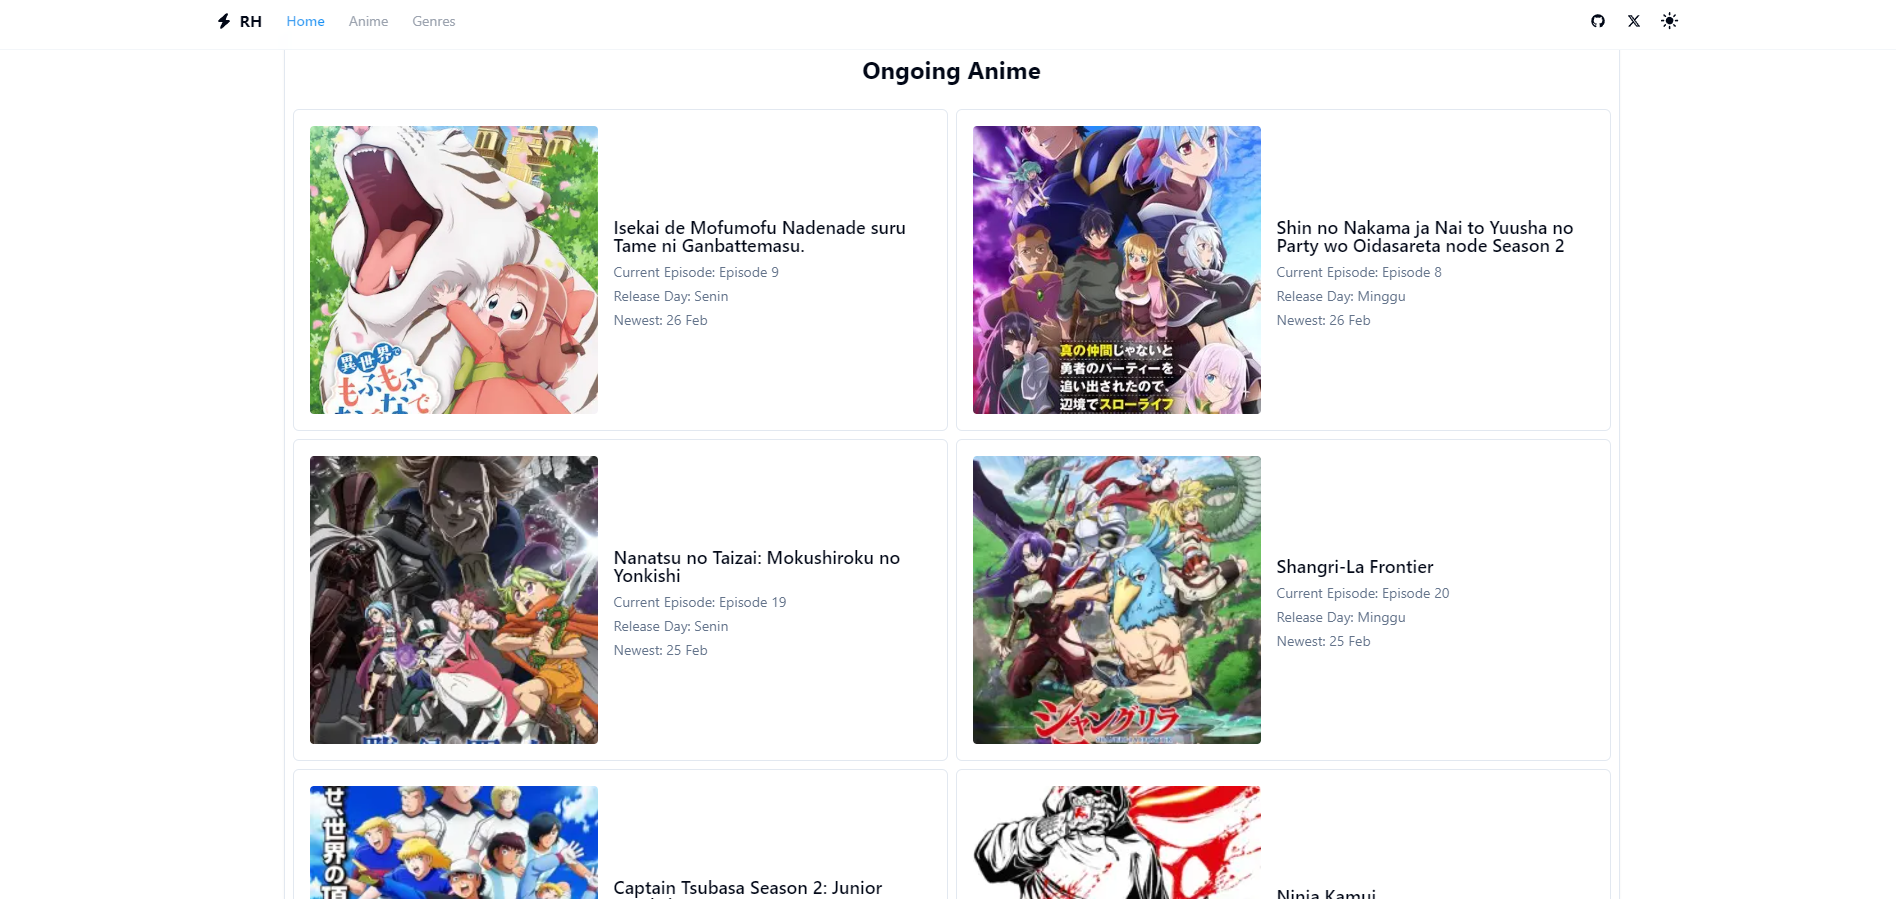 RH Home Anime Genres
Ongoing Anime
Isekai de Mofumofu Nadenade suru
Tame ni Ganbattemasu.
Current Episode: Episode 9
Release Day: Senin
Newest: 26 Feb
異世界で
もふもふ
Shin no Nakama ja Nai to Yuusha no
Party wo Oidasareta node Season 2
Current Episode: Episode 8
Release Day: Minggu
Newest: 26 Feb
真の仲間じゃないと
勇者のパーティーを
追い出されたので、
辺境でスローライフ
Nanatsu no Taizai: Mokushiroku no
Yonkishi
Current Episode: Episode 19
Release Day: Senin
Newest: 25 Feb
Shangri-La Frontier
Current Episode: Episode 20
Release Day: Minggu
Newest: 25 Feb
シャングリラ
せ、世界の頂
Captain Tsubasa Season 2: Junior
Ninja Kamui